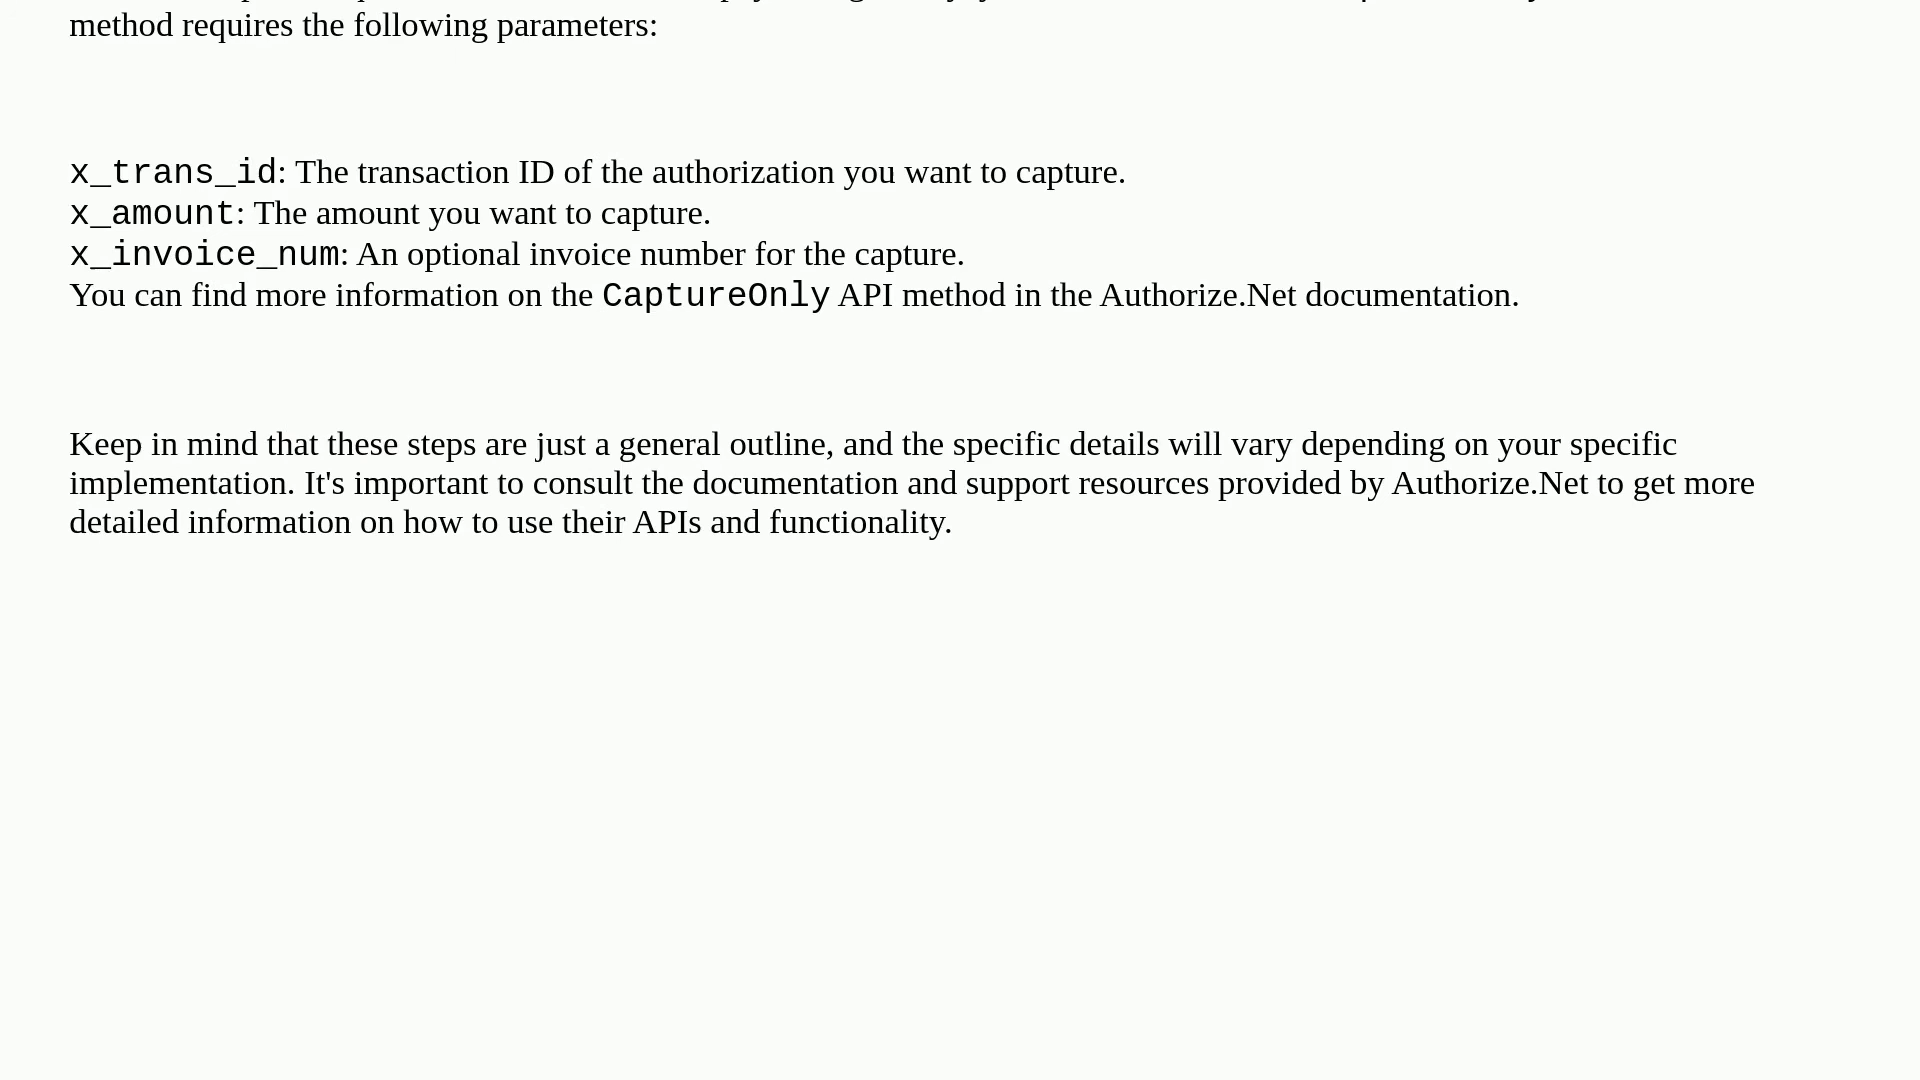 method requires the following parameters:
x_trans_id: The transaction ID of the authorization you want to capture.
x_amount: The amount you want to capture.
x_invoice_num: An optional invoice number for the capture.
You can find more information on the CaptureOnly API method in the Authorize.Net documentation.
Keep in mind that these steps are just a general outline, and the specific details will vary depending on your specific
implementation. It's important to consult the documentation and support resources provided by Authorize.Net to get more
detailed information on how to use their APIs and functionality.